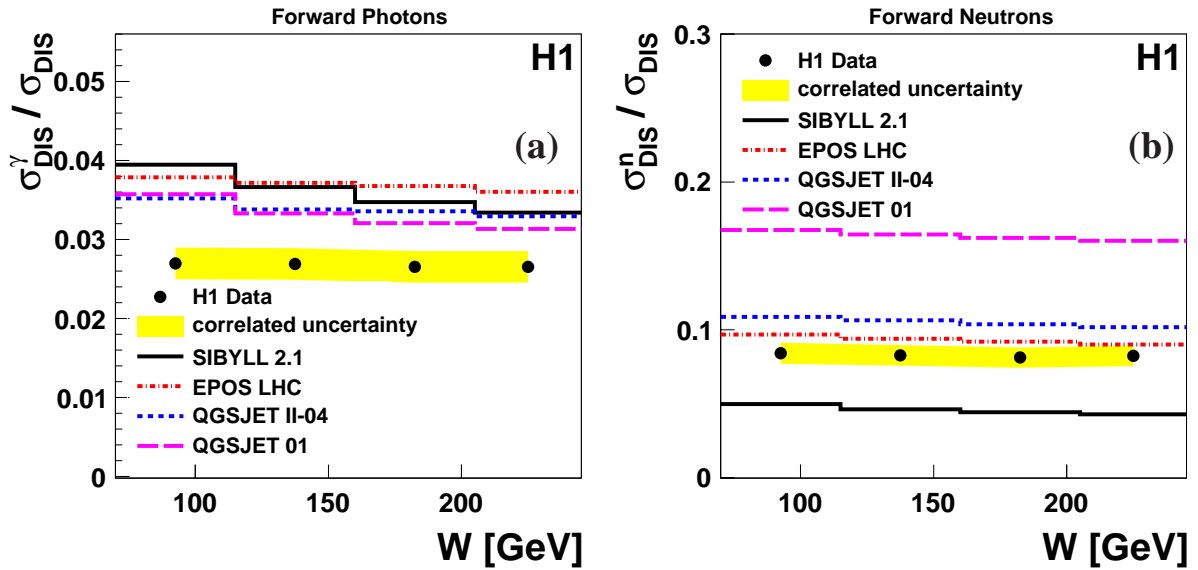 Forward Photons
σ^γ_DIS / σ_DIS
H1
0.06
0.05
0.04
0.03
0.02
0.01
0
(a)
H1 Data
correlated uncertainty
SIBYLL 2.1
EPOS LHC
QGSJET II-04
QGSJET 01
100 150 200
W [GeV]
Forward Neutrons
σ^n_DIS / σ_DIS
H1
0.3
0.2
0.1
0
H1 Data
correlated uncertainty
SIBYLL 2.1
EPOS LHC
QGSJET II-04
QGSJET 01
(b)
100 150 200
W [GeV]